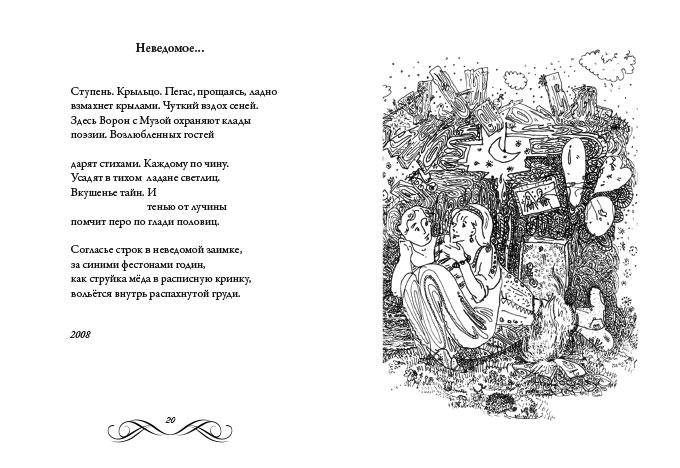 Неведомое...
Ступень. Крыльцо. Пегас, прощаясь, ладно
взмахнет крылами. Чуткий вздох сеней.
Здесь Ворон с Музой охраняют клады
поэзии. Возлюбленных гостей
дарят стихами. Каждому по чину.
Усадят в тихом ладане светлиц.
Вкушенье тайн. И
тенью от лучины
помчит перо по глади половиц.
Согласье строк в неведомой заимке,
за синими фестонами годин,
как струйка мёда в расписную кринку,
вольётся внутрь распахнутой груди.
2008
20